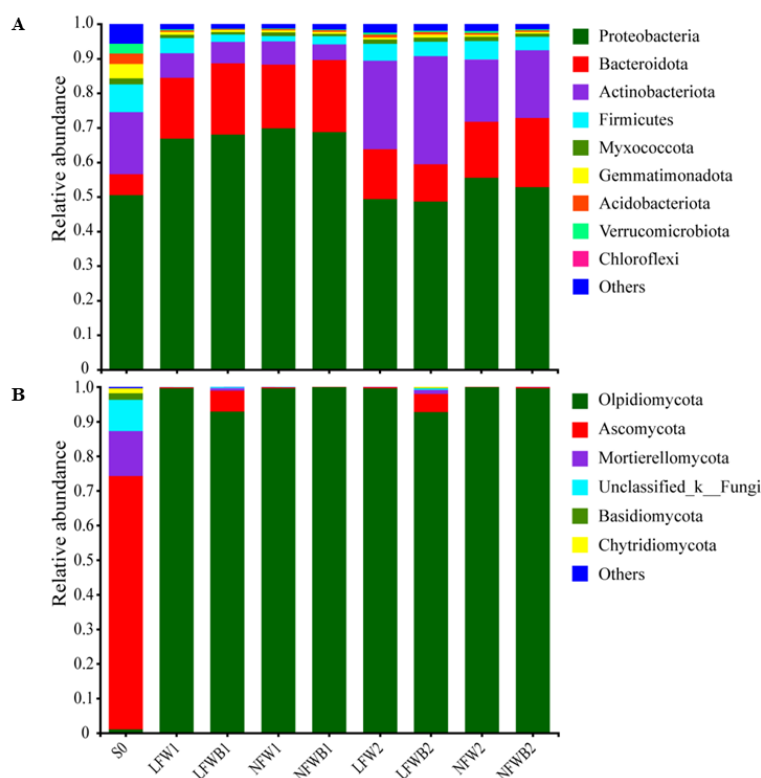 A
Relative abundance
1.0
0.9
0.8
0.7
0.6
0.5
0.4
0.3
0.2
0.1
0
Proteobacteria
Bacteroidota
Actinobacteriota
Firmicutes
Myxococcota
Gemmatimonadota
Acidobacteriota
Verrucomicrobiota
Chloroflexi
Others
B
Relative abundance
1.0
0.9
0.8
0.7
0.6
0.5
0.4
0.3
0.2
0.1
0
Olpidiomycota
Ascomycota
Mortierellomycota
Unclassified_k__Fungi
Basidiomycota
Chytridiomycota
Others
S0 LFW1 LFWB1 NFW1 NFWB1 LFW2 LFWB2 NFW2 NFWB2